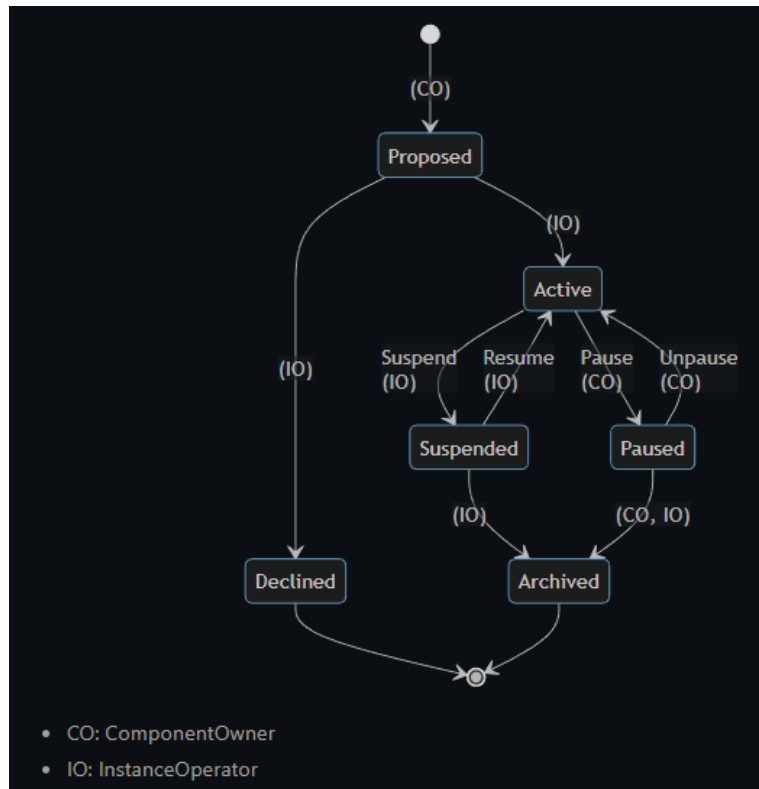 (CO)
Proposed
(IO)
Active
(IO)
Suspend
(IO)
Resume
(IO)
Pause
(CO)
Unpause
(CO)
Suspended
Paused
(IO)
(CO, IO)
Declined
Archived
• CO: ComponentOwner
• IO: InstanceOperator